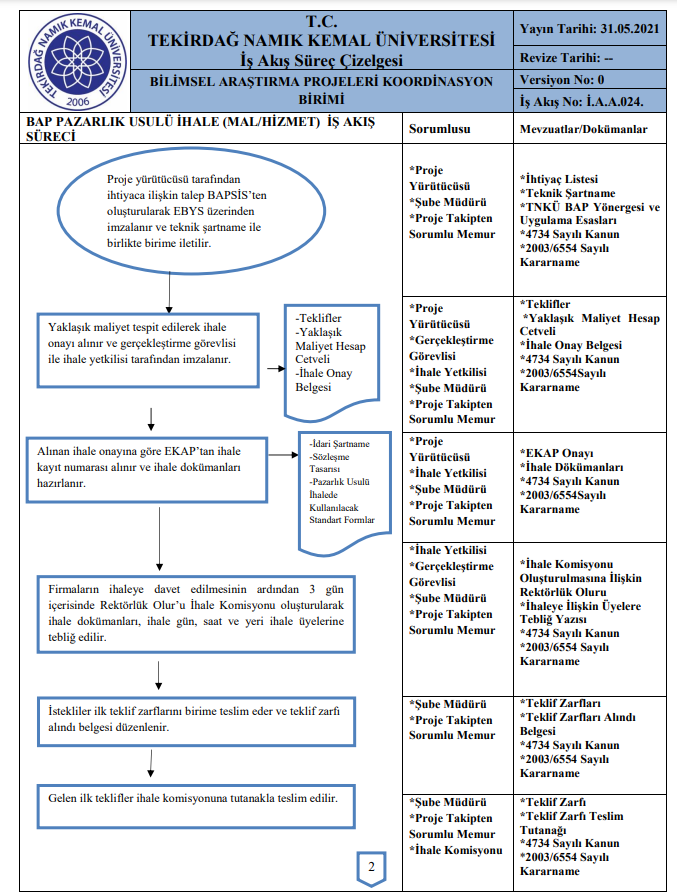 TEKİRDAĞ NAMIK KEMAL ÜNİVERSİTESİ
2006
T.C.
TEKİRDAĞ NAMIK KEMAL ÜNİVERSİTESİ
İş Akış Süreç Çizelgesi
BİLİMSEL ARAŞTIRMA PROJELERİ KOORDİNASYON
BİRİMİ
Yayın Tarihi: 31.05.2021
Revize Tarihi: --
Versiyon No: 0
İş Akış No: İ.A.A.024.
BAP PAZARLIK USULÜ İHALE (MAL/HİZMET) İŞ AKIŞ
SÜRECİ
Sorumlusu
Mevzuatlar/Dokümanlar
Proje yürütücüsü tarafından
ihtiyaca ilişkin talep BAPSİS'ten
oluşturularak EBYS üzerinden
imzalanır ve teknik şartname ile
birlikte birime iletilir.
*Proje
Yürütücüsü
*Şube Müdürü
*Proje Takipten
Sorumlu Memur
*İhtiyaç Listesi
*Teknik Şartname
*TNKÜ BAP Yönergesi ve
Uygulama Esasları
*4734 Sayılı Kanun
*2003/6554 Sayılı
Kararname
Yaklaşık maliyet tespit edilerek ihale
onayı alınır ve gerçekleştirme görevlisi
ile ihale yetkilisi tarafından imzalanır.
-Teklifler
-Yaklaşık
Maliyet Hesap
Cetveli
-İhale Onay
Belgesi
*Proje
Yürütücüsü
*Gerçekleştirme
Görevlisi
*İhale Yetkilisi
*Şube Müdürü
*Proje Takipten
Sorumlu Memur
*Teklifler
*Yaklaşık Maliyet Hesap
Cetveli
*İhale Onay Belgesi
*4734 Sayılı Kanun
*2003/6554Sayılı
Kararname
Alınan ihale onayına göre EKAP'tan ihale
kayıt numarası alınır ve ihale dokümanları
hazırlanır.
-İdari Şartname
-Sözleşme
Tasarısı
-Pazarlık Usulü
İhalede
Kullanılacak
Standart Formlar
*Proje
Yürütücüsü
*İhale Yetkilisi
*Şube Müdürü
*Proje Takipten
Sorumlu Memur
*EKAP Onayı
*İhale Dökümanları
*4734 Sayılı Kanun
*2003/6554Sayılı
Kararname
Firmaların ihaleye davet edilmesinin ardından 3 gün
içerisinde Rektörlük Olur'u İhale Komisyonu oluşturularak
ihale dokümanları, ihale gün, saat ve yeri ihale üyelerine
tebliğ edilir.
*İhale Yetkilisi
*Gerçekleştirme
Görevlisi
*Şube Müdürü
*Proje Takipten
Sorumlu Memur
*İhale Komisyonu
Oluşturulmasına İlişkin
Rektörlük Oluru
*İhaleye İlişkin Üyelere
Tebliğ Yazısı
*4734 Sayılı Kanun
*2003/6554 Sayılı
Kararname
İstekliler ilk teklif zarflarını birime teslim eder ve teklif zarfı
alındı belgesi düzenlenir.
*Şube Müdürü
*Proje Takipten
Sorumlu Memur
*Teklif Zarfları
*Teklif Zarfları Alındı
Belgesi
*4734 Sayılı Kanun
*2003/6554 Sayılı
Kararname
Gelen ilk teklifler ihale komisyonuna tutanakla teslim edilir.
*Şube Müdürü
*Proje Takipten
Sorumlu Memur
*İhale Komisyonu
*Teklif Zarfı
*Teklif Zarfı Teslim
Tutanağı
*4734 Sayılı Kanun
*2003/6554 Sayılı
Kararname
2